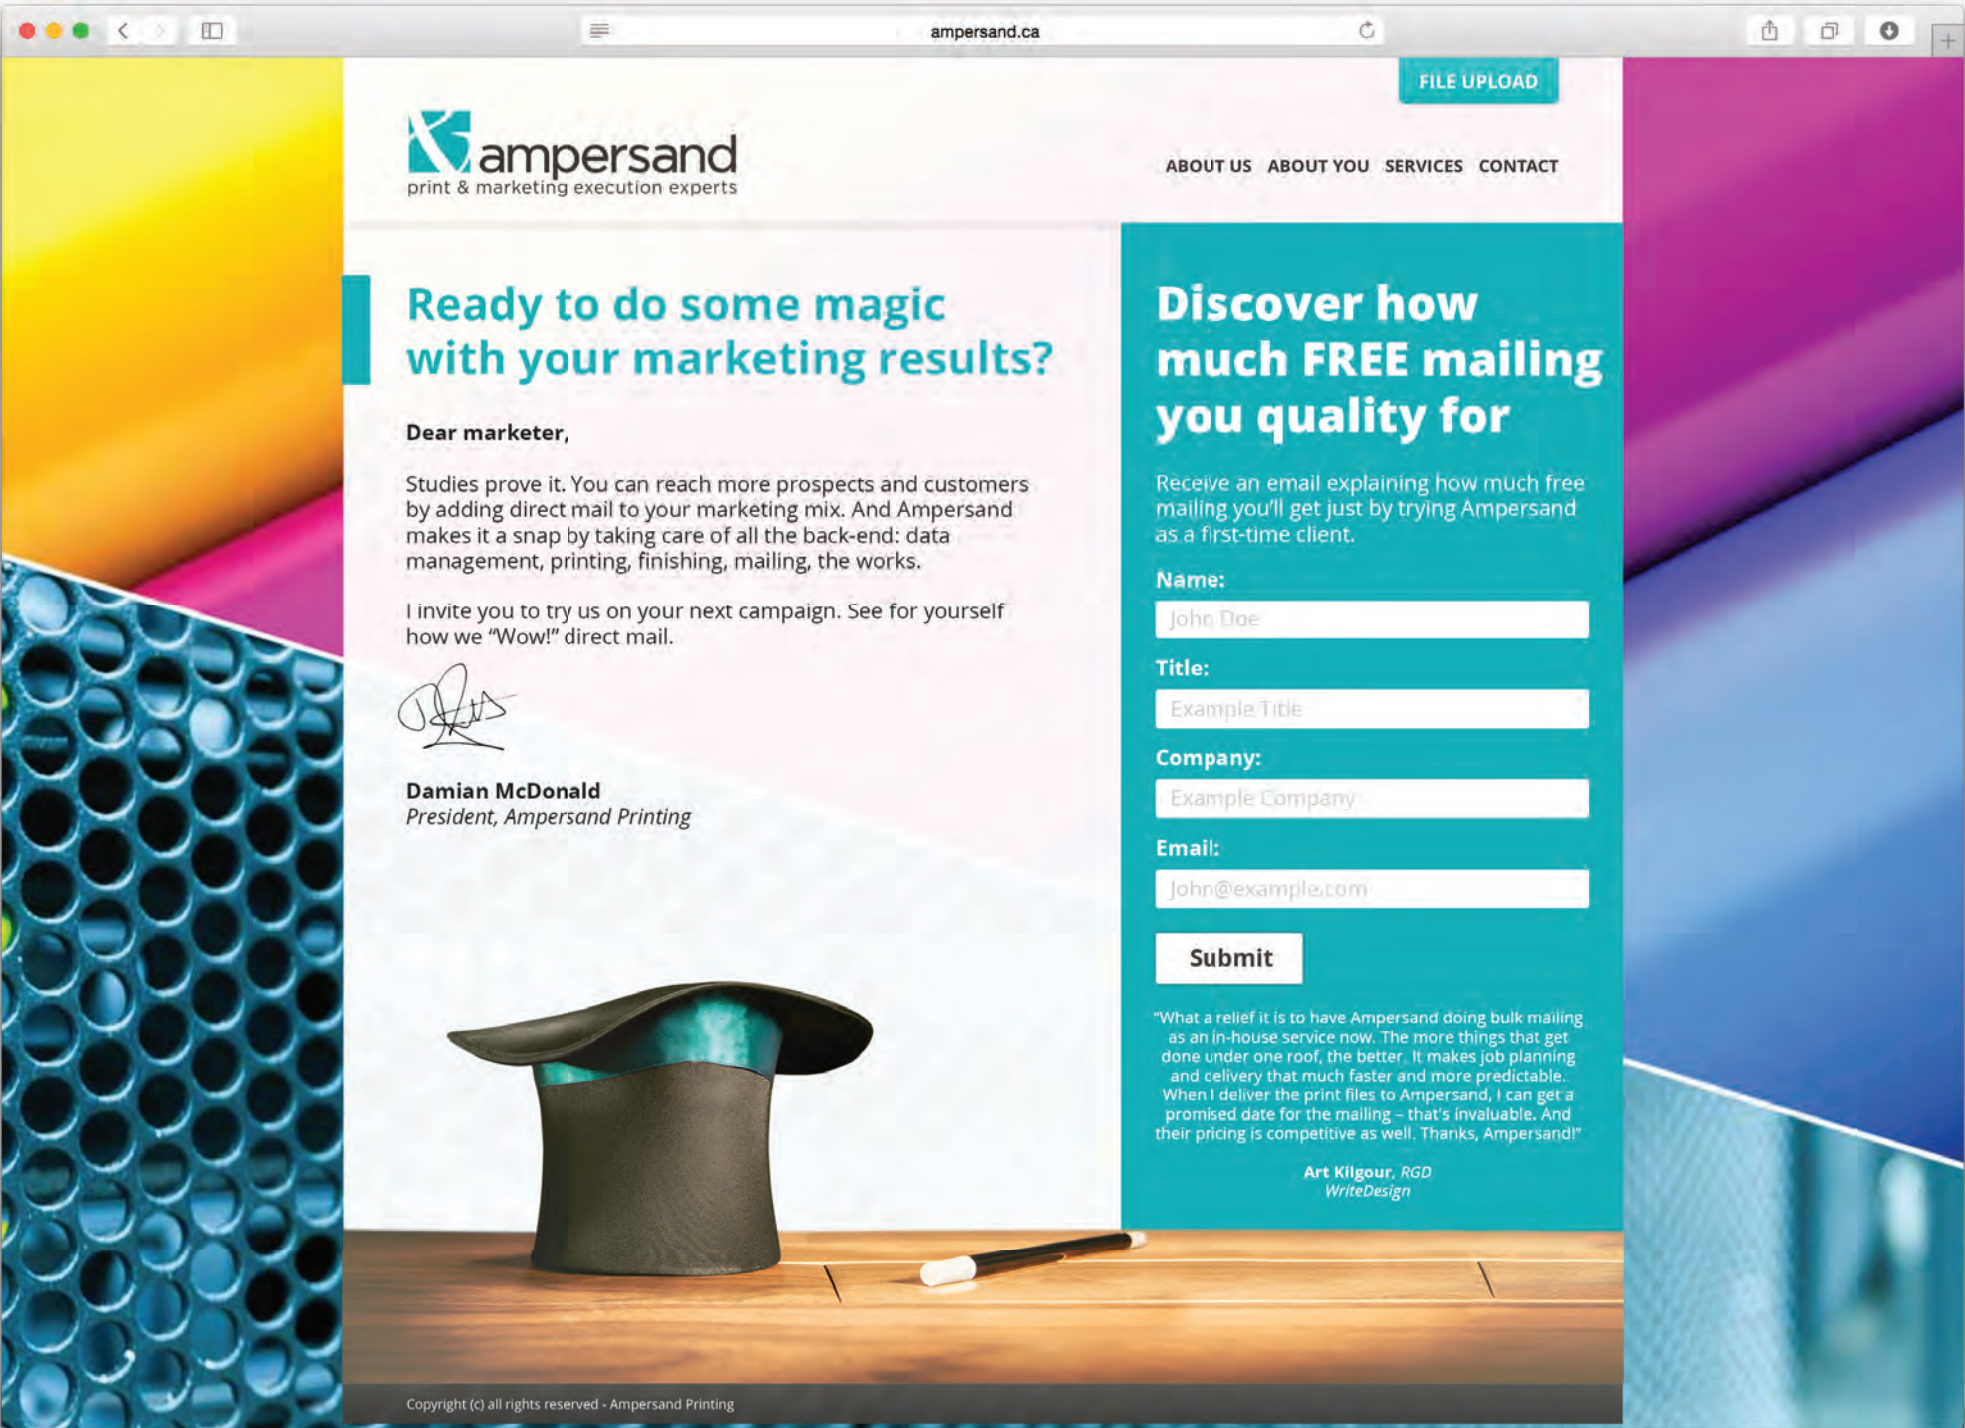 ampersand.ca
FILE UPLOAD
ampersand
print & marketing execution experts
ABOUT US ABOUT YOU SERVICES CONTACT
Ready to do some magic
with your marketing results?
Dear marketer,
Studies prove it. You can reach more prospects and customers
by adding direct mail to your marketing mix. And Ampersand
makes it a snap by taking care of all the back-end: data
management, printing, finishing, mailing, the works.
I invite you to try us on your next campaign. See for yourself
how we “Wow!” direct mail.
Damian McDonald
President, Ampersand Printing
Discover how
much FREE mailing
you quality for
Receive an email explaining how much free
mailing you’ll get just by trying Ampersand
as a first-time client.
Name:
John Doe
Title:
Example Title
Company:
Example Company
Email:
John@example.com
Submit
“What a relief it is to have Ampersand doing bulk mailing
as an in-house service now. The more things that get
done under one roof, the better. It makes job planning
and celivery that much faster and more predictable.
When I deliver the print files to Ampersand, I can get a
promised date for the mailing – that's invaluable. And
their pricing is competitive as well. Thanks, Ampersand!”
Art Kilgour, RGD
WriteDesign
Copyright (c) all rights reserved - Ampersand Printing